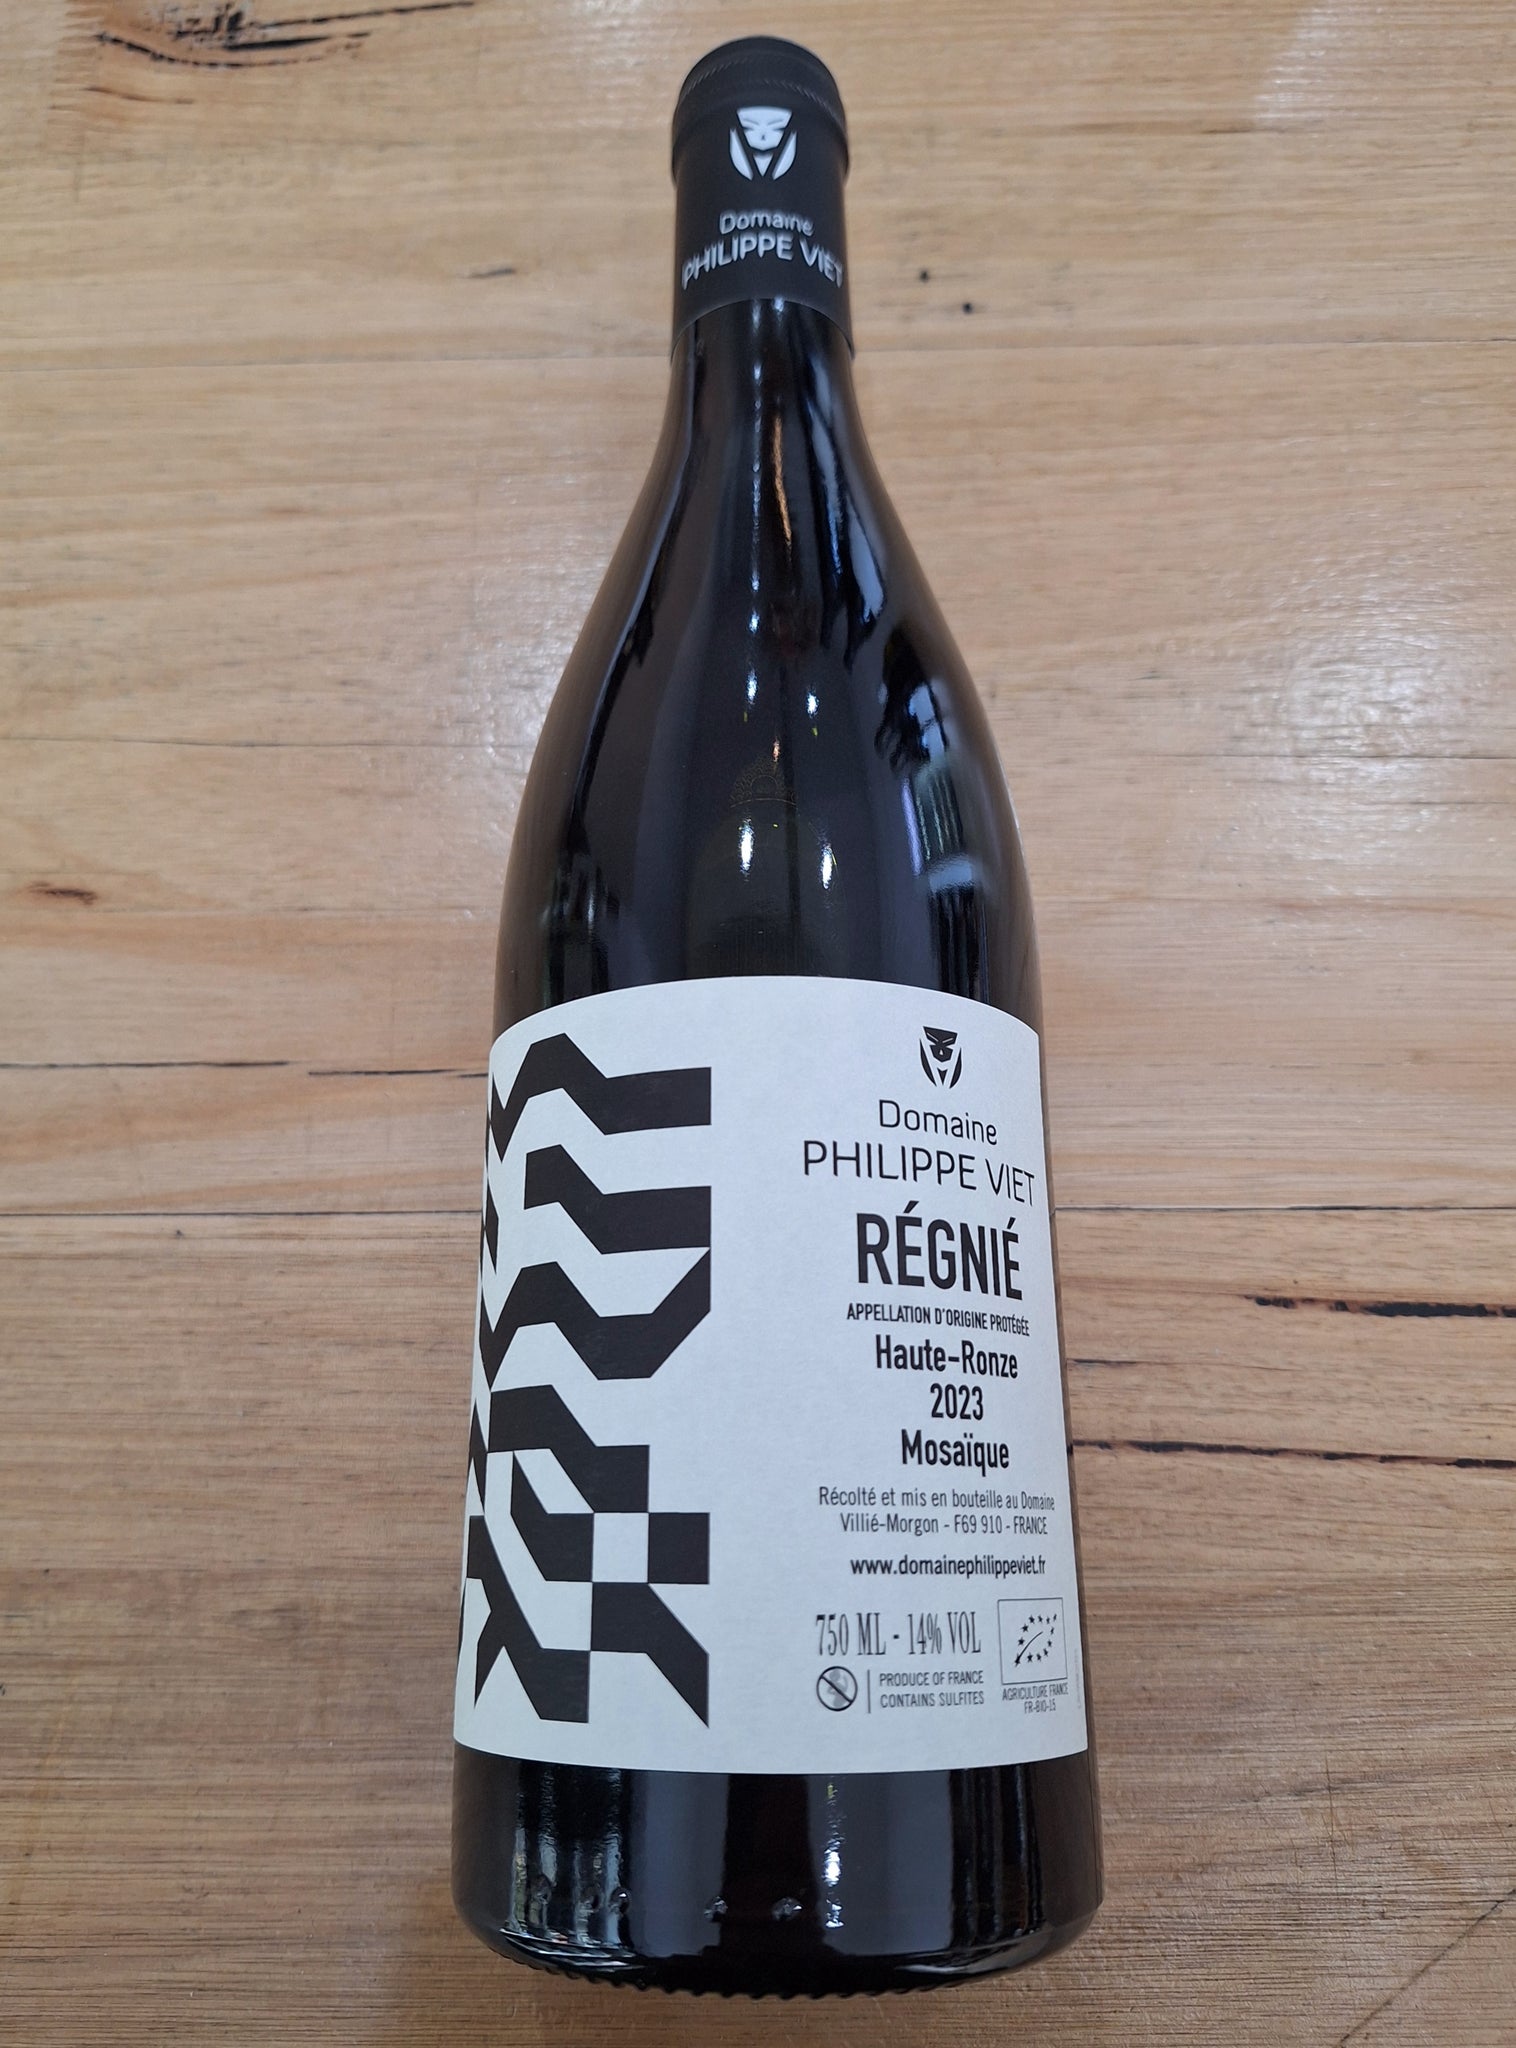 Domaine
PHILIPPE VIET
Domaine
PHILIPPE VIET
RÉGNIÉ
APPELLATION D'ORIGINE PROTÉGÉE
Haute-Ronze
2023
Mosaïque
Récolté et mis en bouteille au Domaine
Villié-Morgon - F69 910 - FRANCE
www.domainephilippeviet.fr
750 ML - 14% VOL
PRODUCE OF FRANCE
CONTAINS SULFITES
AGRICULTURE FRANCE
FR-BIO-15